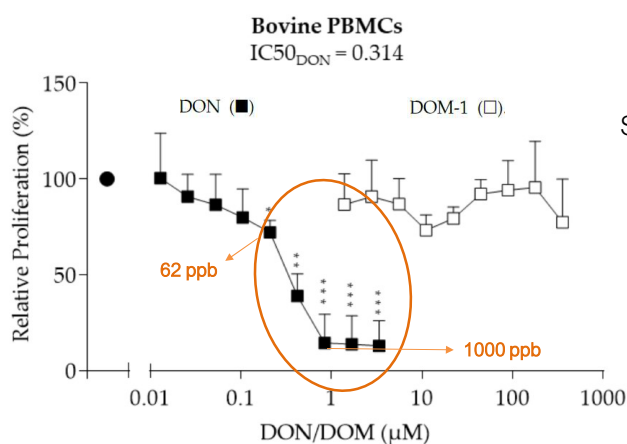 Bovine PBMCs
IC50DON = 0.314
DON (■)
DOM-1 (□).
S
Relative Proliferation (%)
150
100
50
0
*
**
***
***
***
62 ppb
1000 ppb
0.01 0.1 1 10 100 1000
DON/DOM (μM)